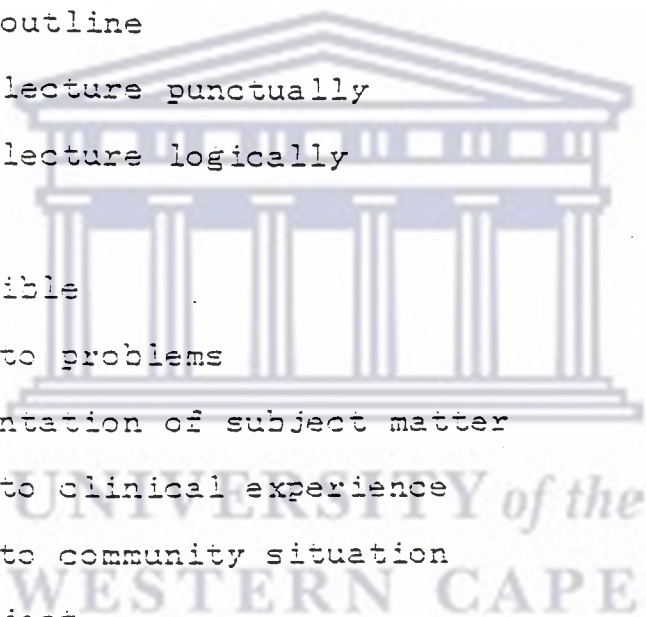 outline
lecture punctually
lecture logically
ible
to problems
ntation of subject matter
to clinical experience
UNIVERSITY of the
to community situation
WESTERN CAPE